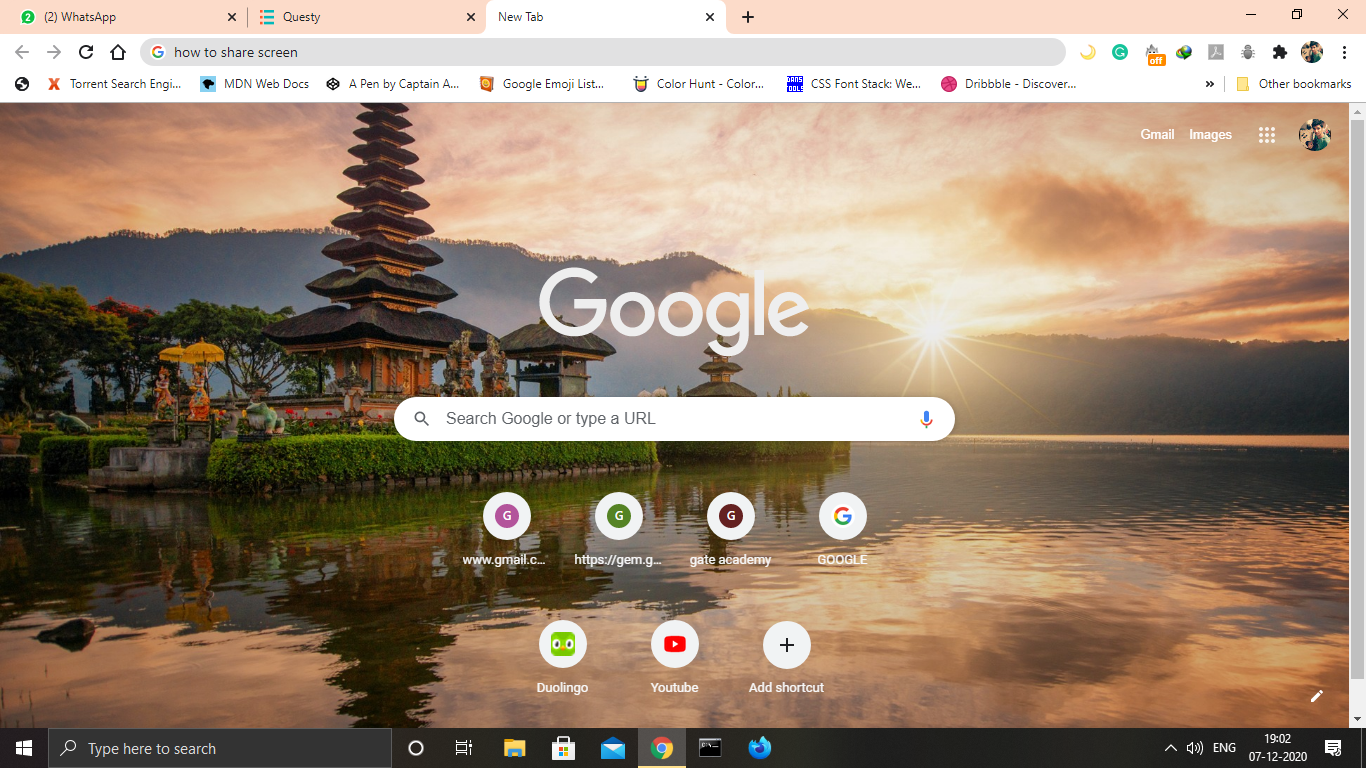 2 (2) WhatsApp
Questy
New Tab
how to share screen
off
Torrent Search Engi...
MDN Web Docs
A Pen by Captain A...
Google Emoji List...
Color Hunt - Color...
DANS TOOLS
CSS Font Stack: We...
Dribbble - Discover...
»
Other bookmarks
Gmail
Images
Google
Search Google or type a URL
G
G
G
G
www.gmail.c...
https://gem.g...
gate academy
GOOGLE
Duolingo
Youtube
Add shortcut
Type here to search
ENG
19:02
07-12-2020